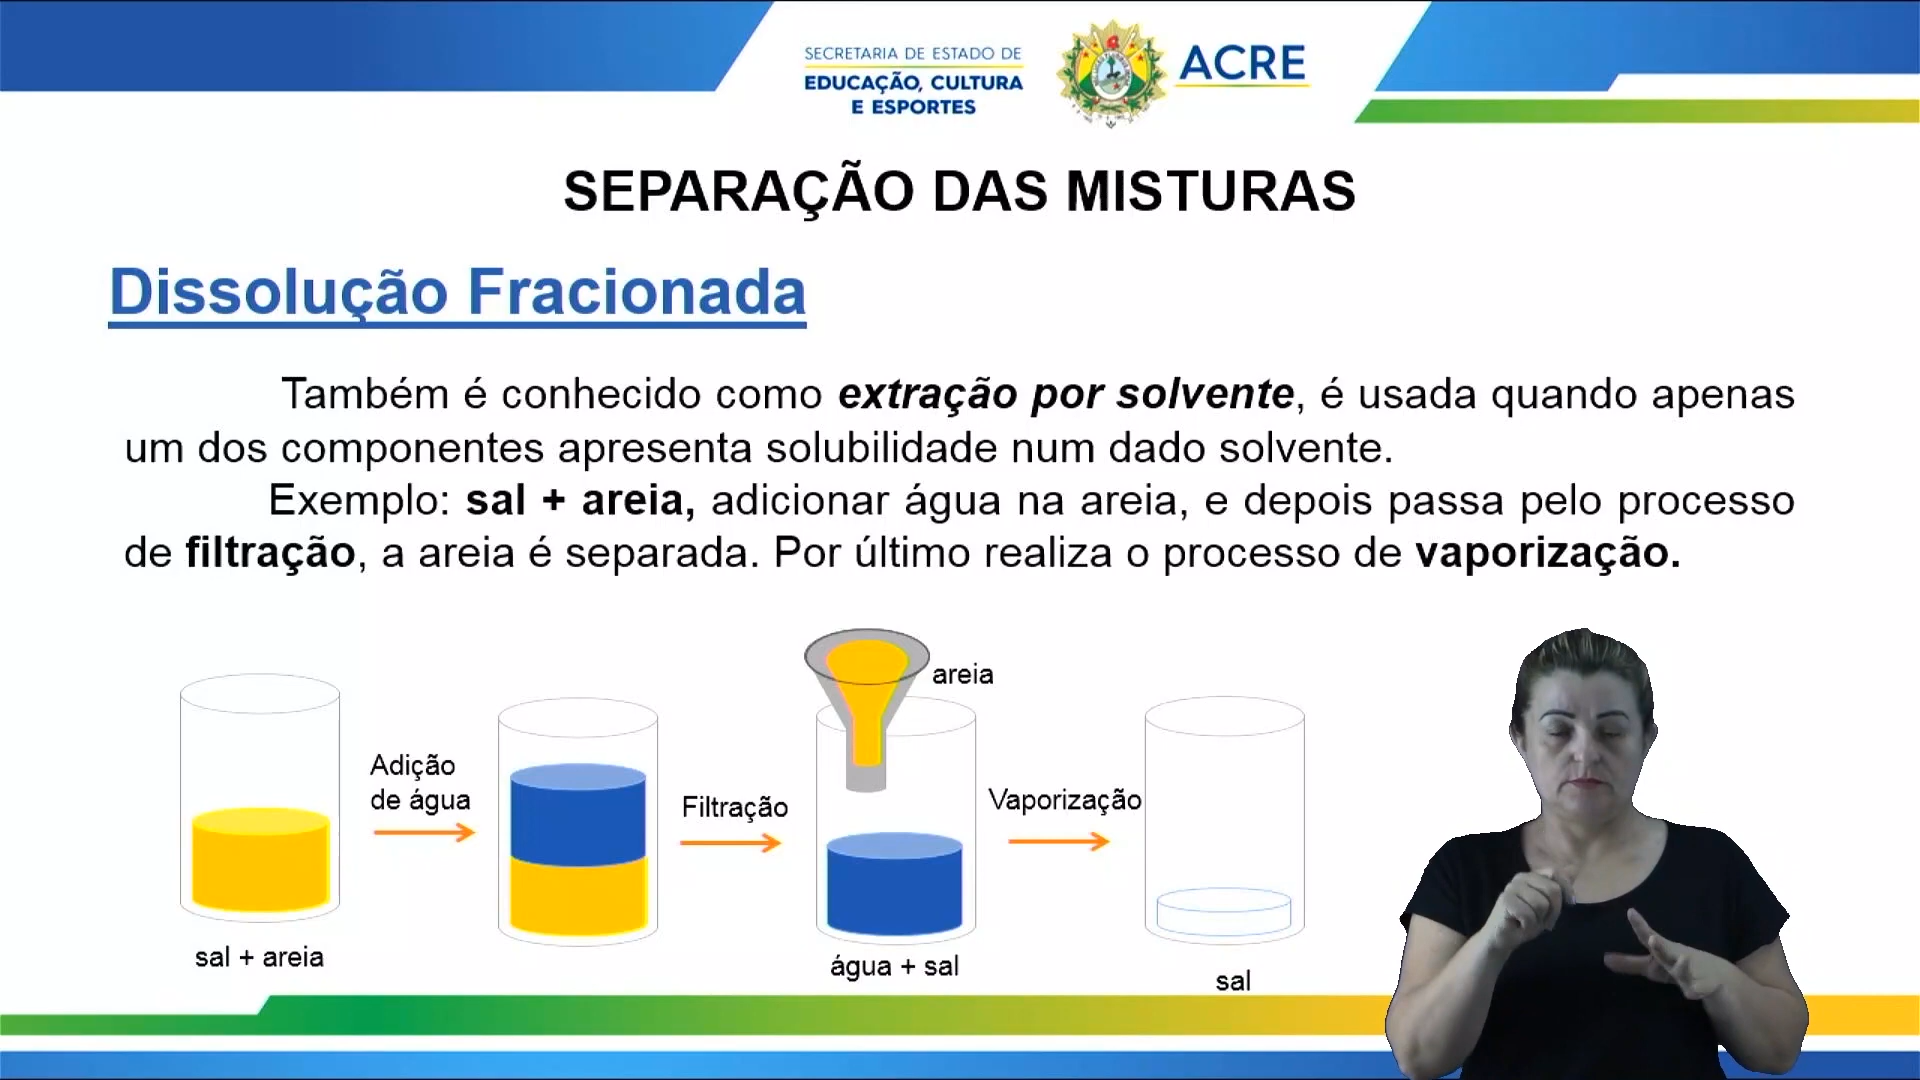 SECRETARIA DE ESTADO DE
EDUCAÇÃO, CULTURA
E ESPORTES
ACRE
SEPARAÇÃO DAS MISTURAS
Dissolução Fracionada
Também é conhecido como extração por solvente, é usada quando apenas
um dos componentes apresenta solubilidade num dado solvente.
Exemplo: sal + areia, adicionar água na areia, e depois passa pelo processo
de filtração, a areia é separada. Por último realiza o processo de vaporização.
areia
Adição
de água
Filtração
Vaporização
sal + areia
água + sal
sal